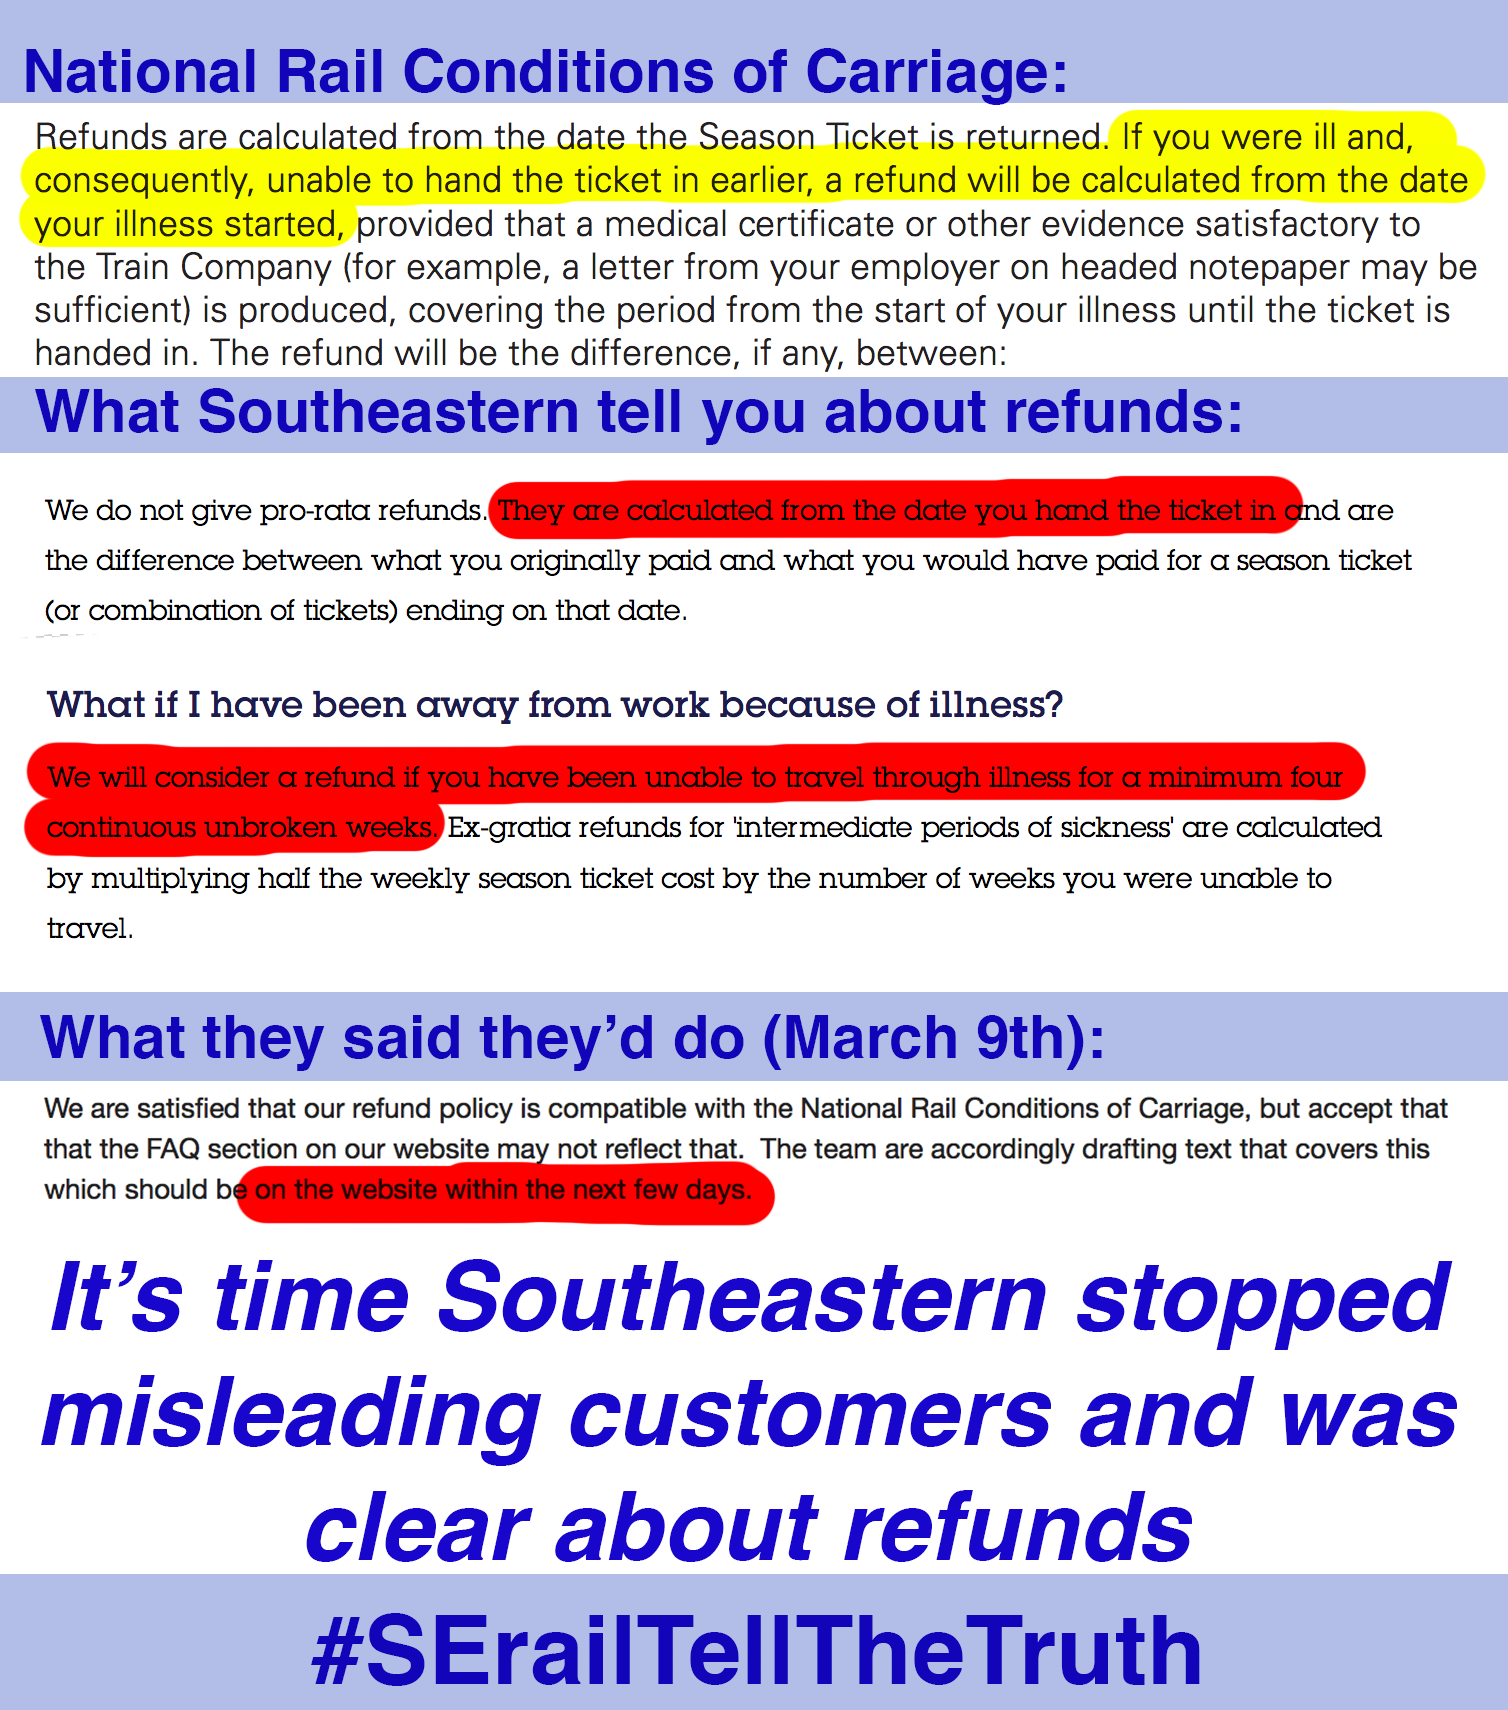 National Rail Conditions of Carriage:
Refunds are calculated from the date the Season Ticket is returned. If you were ill and,
consequently, unable to hand the ticket in earlier, a refund will be calculated from the date
your illness started, provided that a medical certificate or other evidence satisfactory to
the Train Company (for example, a letter from your employer on headed notepaper may be
sufficient) is produced, covering the period from the start of your illness until the ticket is
handed in. The refund will be the difference, if any, between:
What Southeastern tell you about refunds:
We do not give pro-rata refunds. They are calculated from the date you hand the ticket in and are
the difference between what you originally paid and what you would have paid for a season ticket
(or combination of tickets) ending on that date.
What if I have been away from work because of illness?
We will consider a refund if you have been unable to travel through illness for a minimum four
continuous unbroken weeks. Ex-gratia refunds for 'intermediate periods of sickness' are calculated
by multiplying half the weekly season ticket cost by the number of weeks you were unable to
travel.
What they said they’d do (March 9th):
We are satisfied that our refund policy is compatible with the National Rail Conditions of Carriage, but accept that
that the FAQ section on our website may not reflect that.  The team are accordingly drafting text that covers this
which should be on the website within the next few days.
It’s time Southeastern stopped
misleading customers and was
clear about refunds
#SErailTellTheTruth